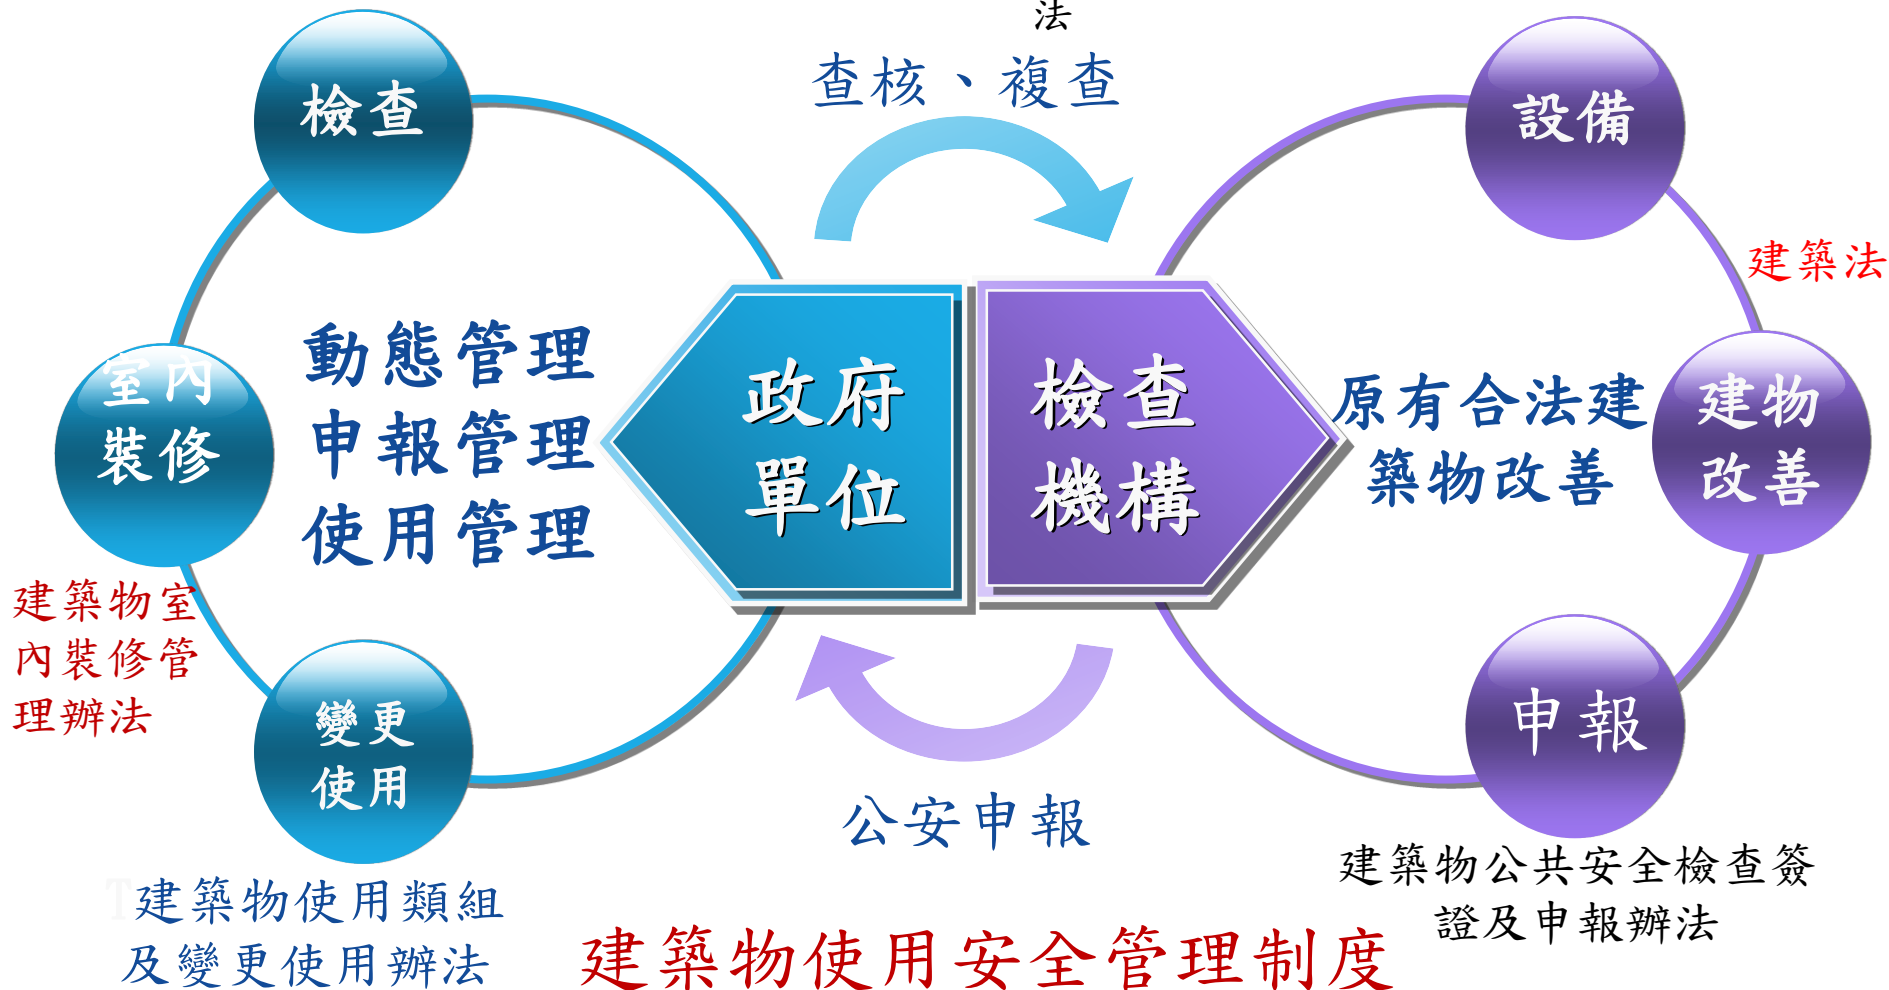 法
查核、複查
檢查
設備
建築法
室內
裝修
動態管理
申報管理
使用管理
政府
單位
檢查
機構
原有合法建
築物改善
建物
改善
建築物室
內裝修管
理辦法
變更
使用
申報
公安申報
T建築物使用類組
及變更使用辦法
建築物公共安全檢查簽
證及申報辦法
建築物使用安全管理制度